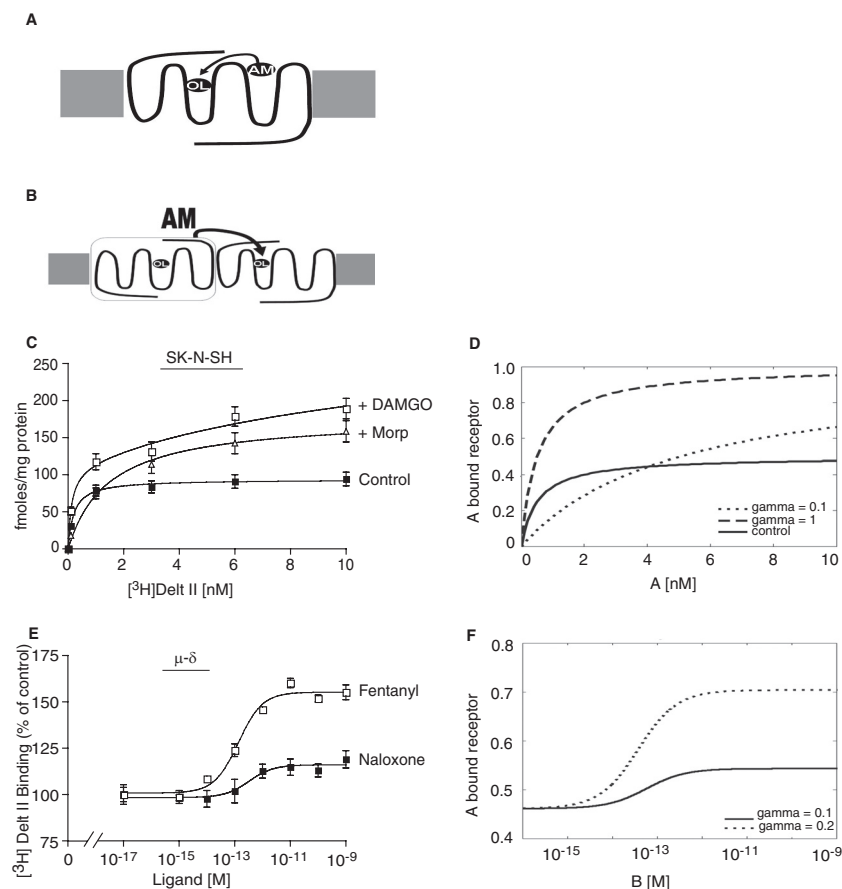 A
OL
AM
B
AM
OL
OL
C
SK-N-SH
fmoles/mg protein
250
200
150
100
50
0
0
2
4
6
8
10
[³H]Delt II [nM]
+ DAMGO
+ Morp
Control
D
A bound receptor
1.0
0.8
0.6
0.4
0.2
0
0
2
4
6
8
10
A [nM]
gamma = 0.1
gamma = 1
control
E
μ-δ
[³H] Delt II Binding (% of control)
175
150
125
100
75
0
10⁻¹⁷
10⁻¹⁵
10⁻¹³
10⁻¹¹
10⁻⁹
Ligand [M]
Fentanyl
Naloxone
F
A bound receptor
0.8
0.7
0.6
0.5
0.4
10⁻¹⁵
10⁻¹³
10⁻¹¹
10⁻⁹
B [M]
gamma = 0.1
gamma = 0.2